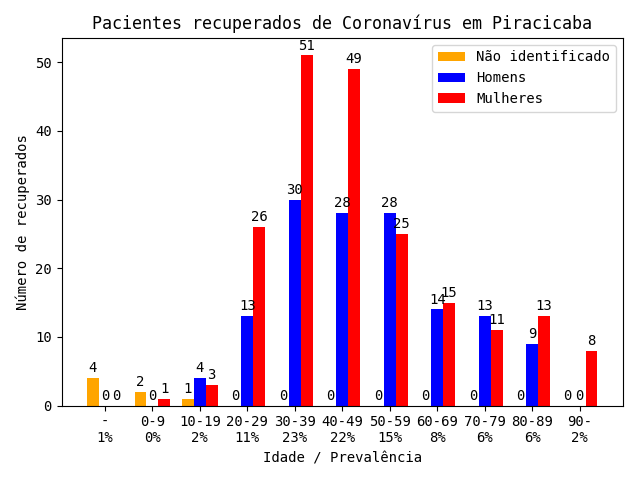 Pacientes recuperados de Coronavírus em Piracicaba
Número de recuperados
50
40
30
20
10
0
Não identificado
Homens
Mulheres
4 0 0
2 0 1
1 4 3
0 13 26
0 30 51
0 28 49
0 28 25
0 14 15
0 13 11
0 9 13
0 0 8
- 0-9 10-19 20-29 30-39 40-49 50-59 60-69 70-79 80-89 90-
1% 0% 2% 11% 23% 22% 15% 8% 6% 6% 2%
Idade / Prevalência